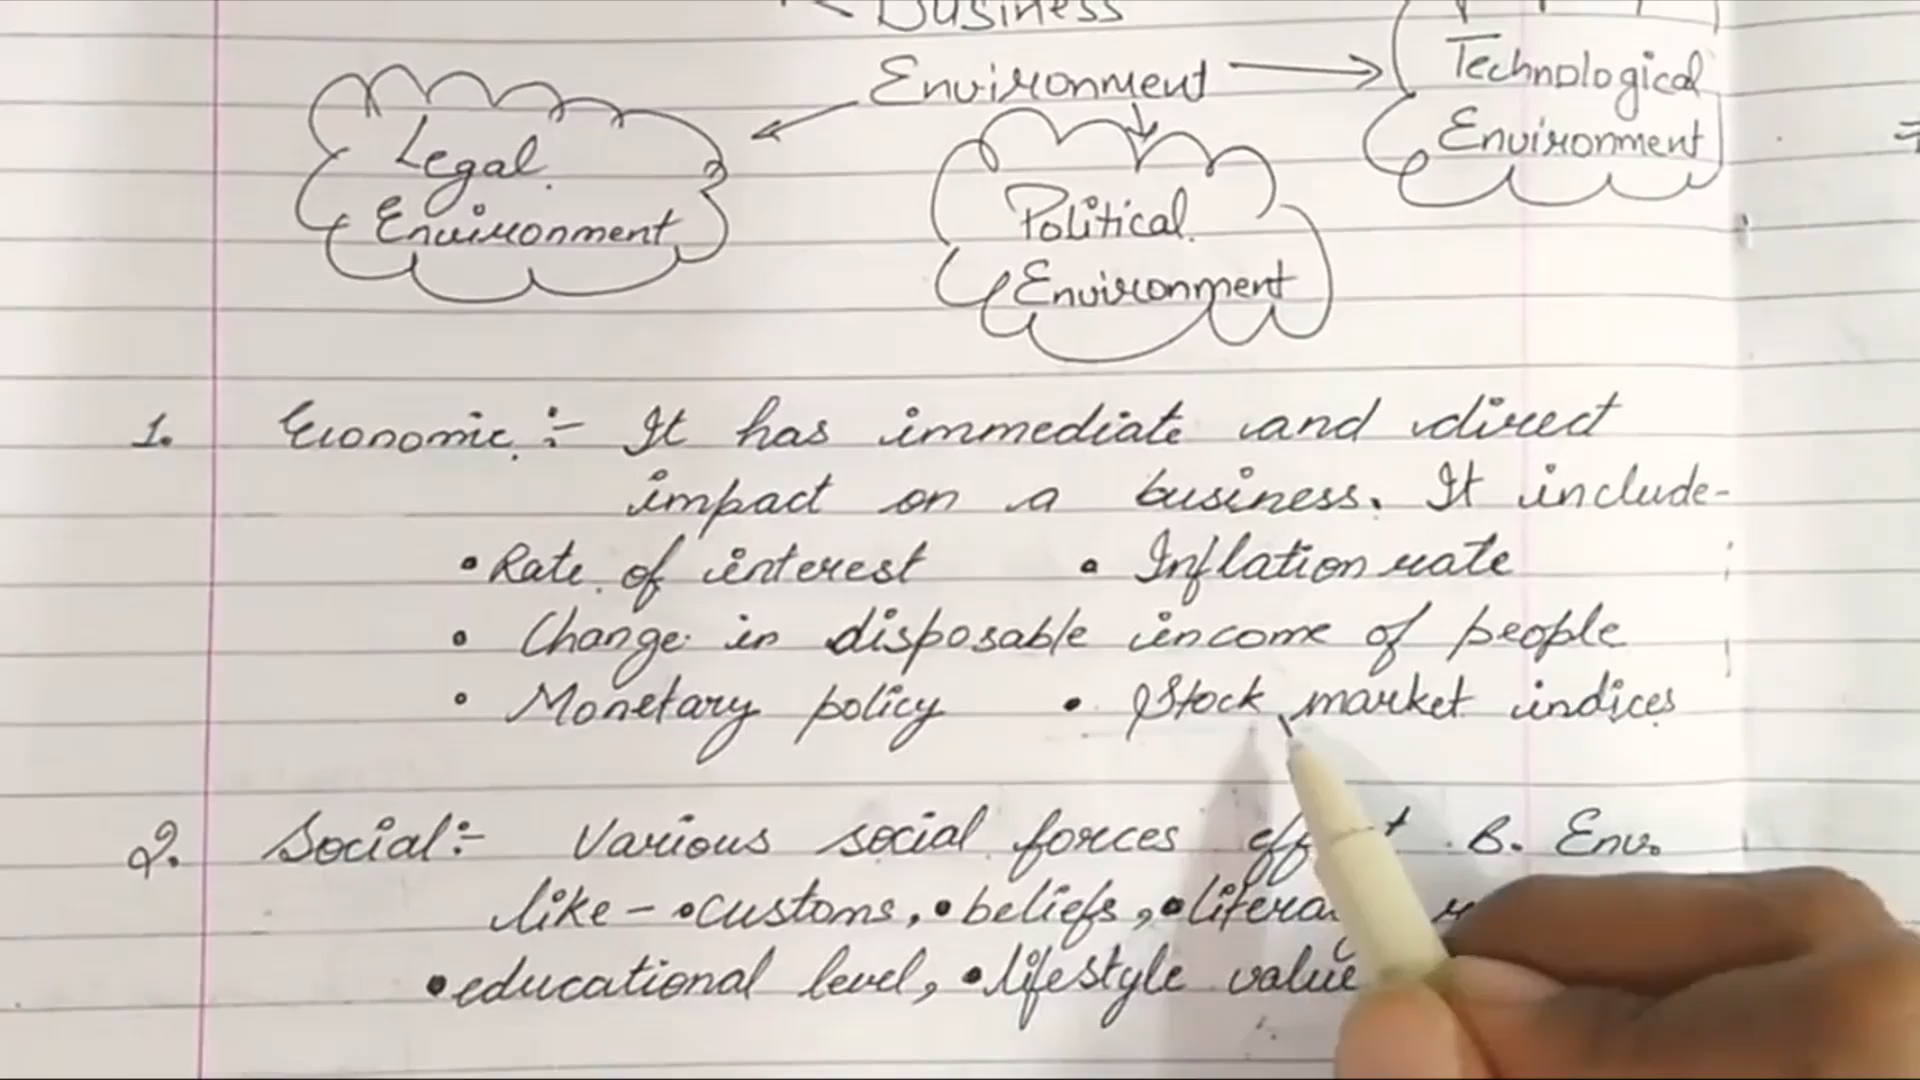 Business
Environment
Technological
Environment
Legal
Environment
Political
Environment
1. Economic :- It has immediate and direct
impact on a business. It include-
• Rate of interest • Inflation rate
• Change in disposable income of people
• Monetary policy • Stock market indices
2. Social :- Various social forces B. Env.
like - • customs, • beliefs, •
• educational level, • lifestyle value